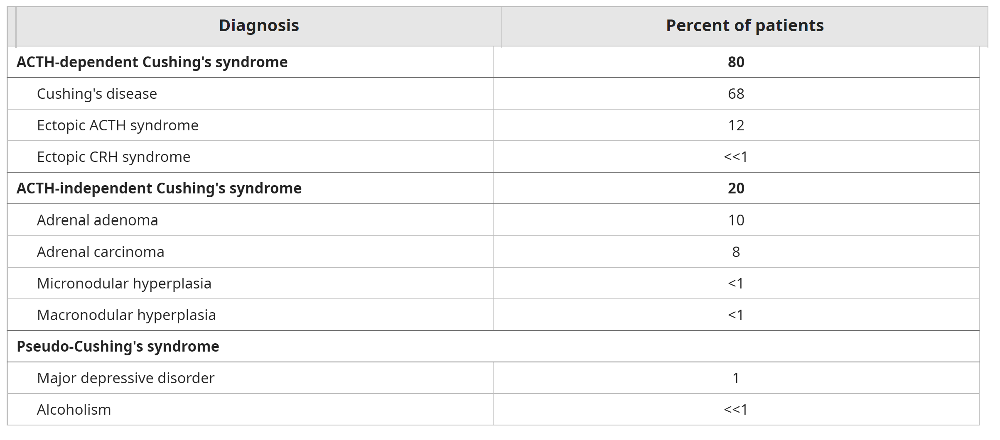 Diagnosis Percent of patients
ACTH-dependent Cushing's syndrome 80
Cushing's disease 68
Ectopic ACTH syndrome 12
Ectopic CRH syndrome <<1
ACTH-independent Cushing's syndrome 20
Adrenal adenoma 10
Adrenal carcinoma 8
Micronodular hyperplasia <1
Macronodular hyperplasia <1
Pseudo-Cushing's syndrome
Major depressive disorder 1
Alcoholism <<1